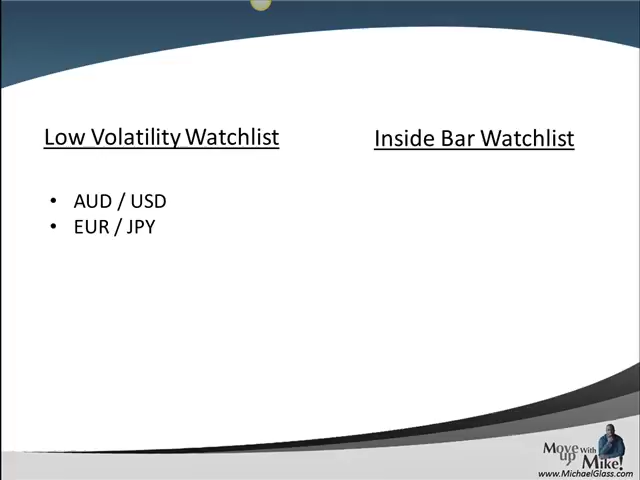 Low Volatility Watchlist
Inside Bar Watchlist
• AUD / USD
• EUR / JPY
Move up With Mike!
www.MichaelGlass.com